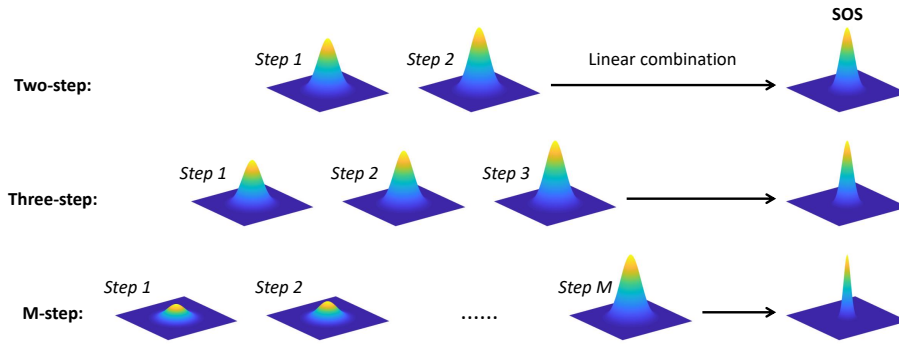 SOS
Step 1
Step 2
Linear combination
Two-step:
Step 1
Step 2
Step 3
Three-step:
Step 1
Step 2
Step M
M-step:
......